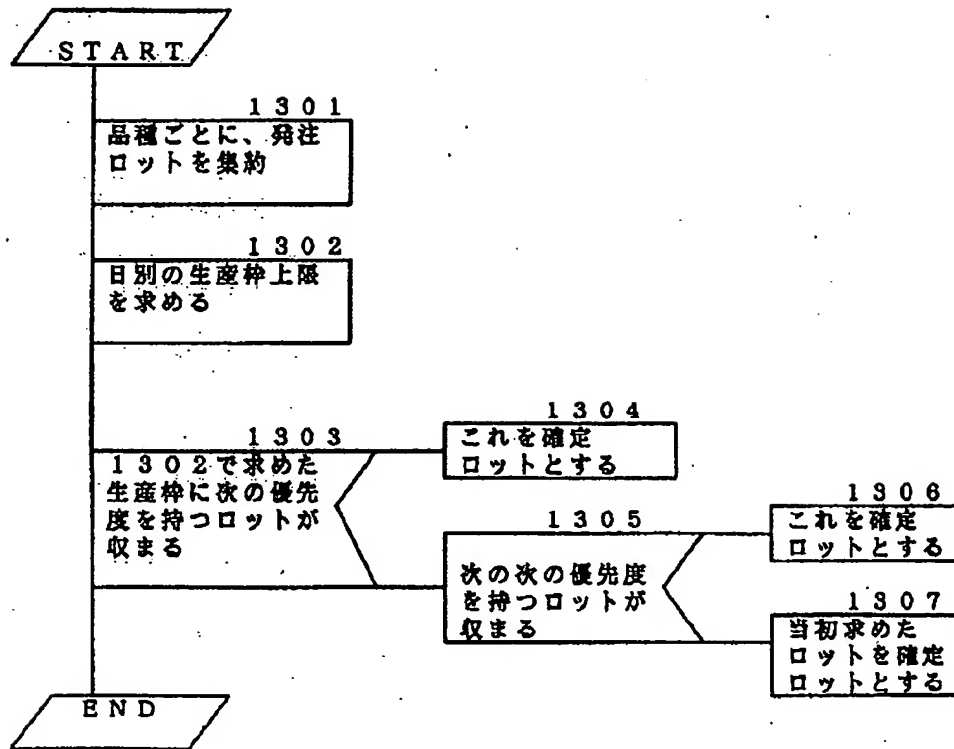 START
1301
品種ごとに、発注
ロットを集約
1302
日別の生産枠上限
を求める
1303
1302で求めた
生産枠に次の優先
度を持つロットが
収まる
1304
これを確定
ロットとする
1305
次の次の優先度
を持つロットが
収まる
1306
これを確定
ロットとする
1307
当初求めた
ロットを確定
ロットとする
END